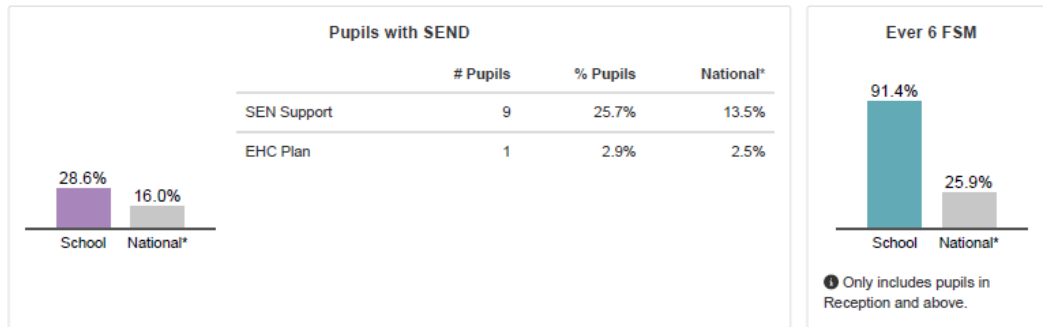 Pupils with SEND
# Pupils % Pupils National*
SEN Support 9 25.7% 13.5%
EHC Plan 1 2.9% 2.5%
28.6%
16.0%
School National*
Ever 6 FSM
91.4%
25.9%
School National*
Only includes pupils in
Reception and above.